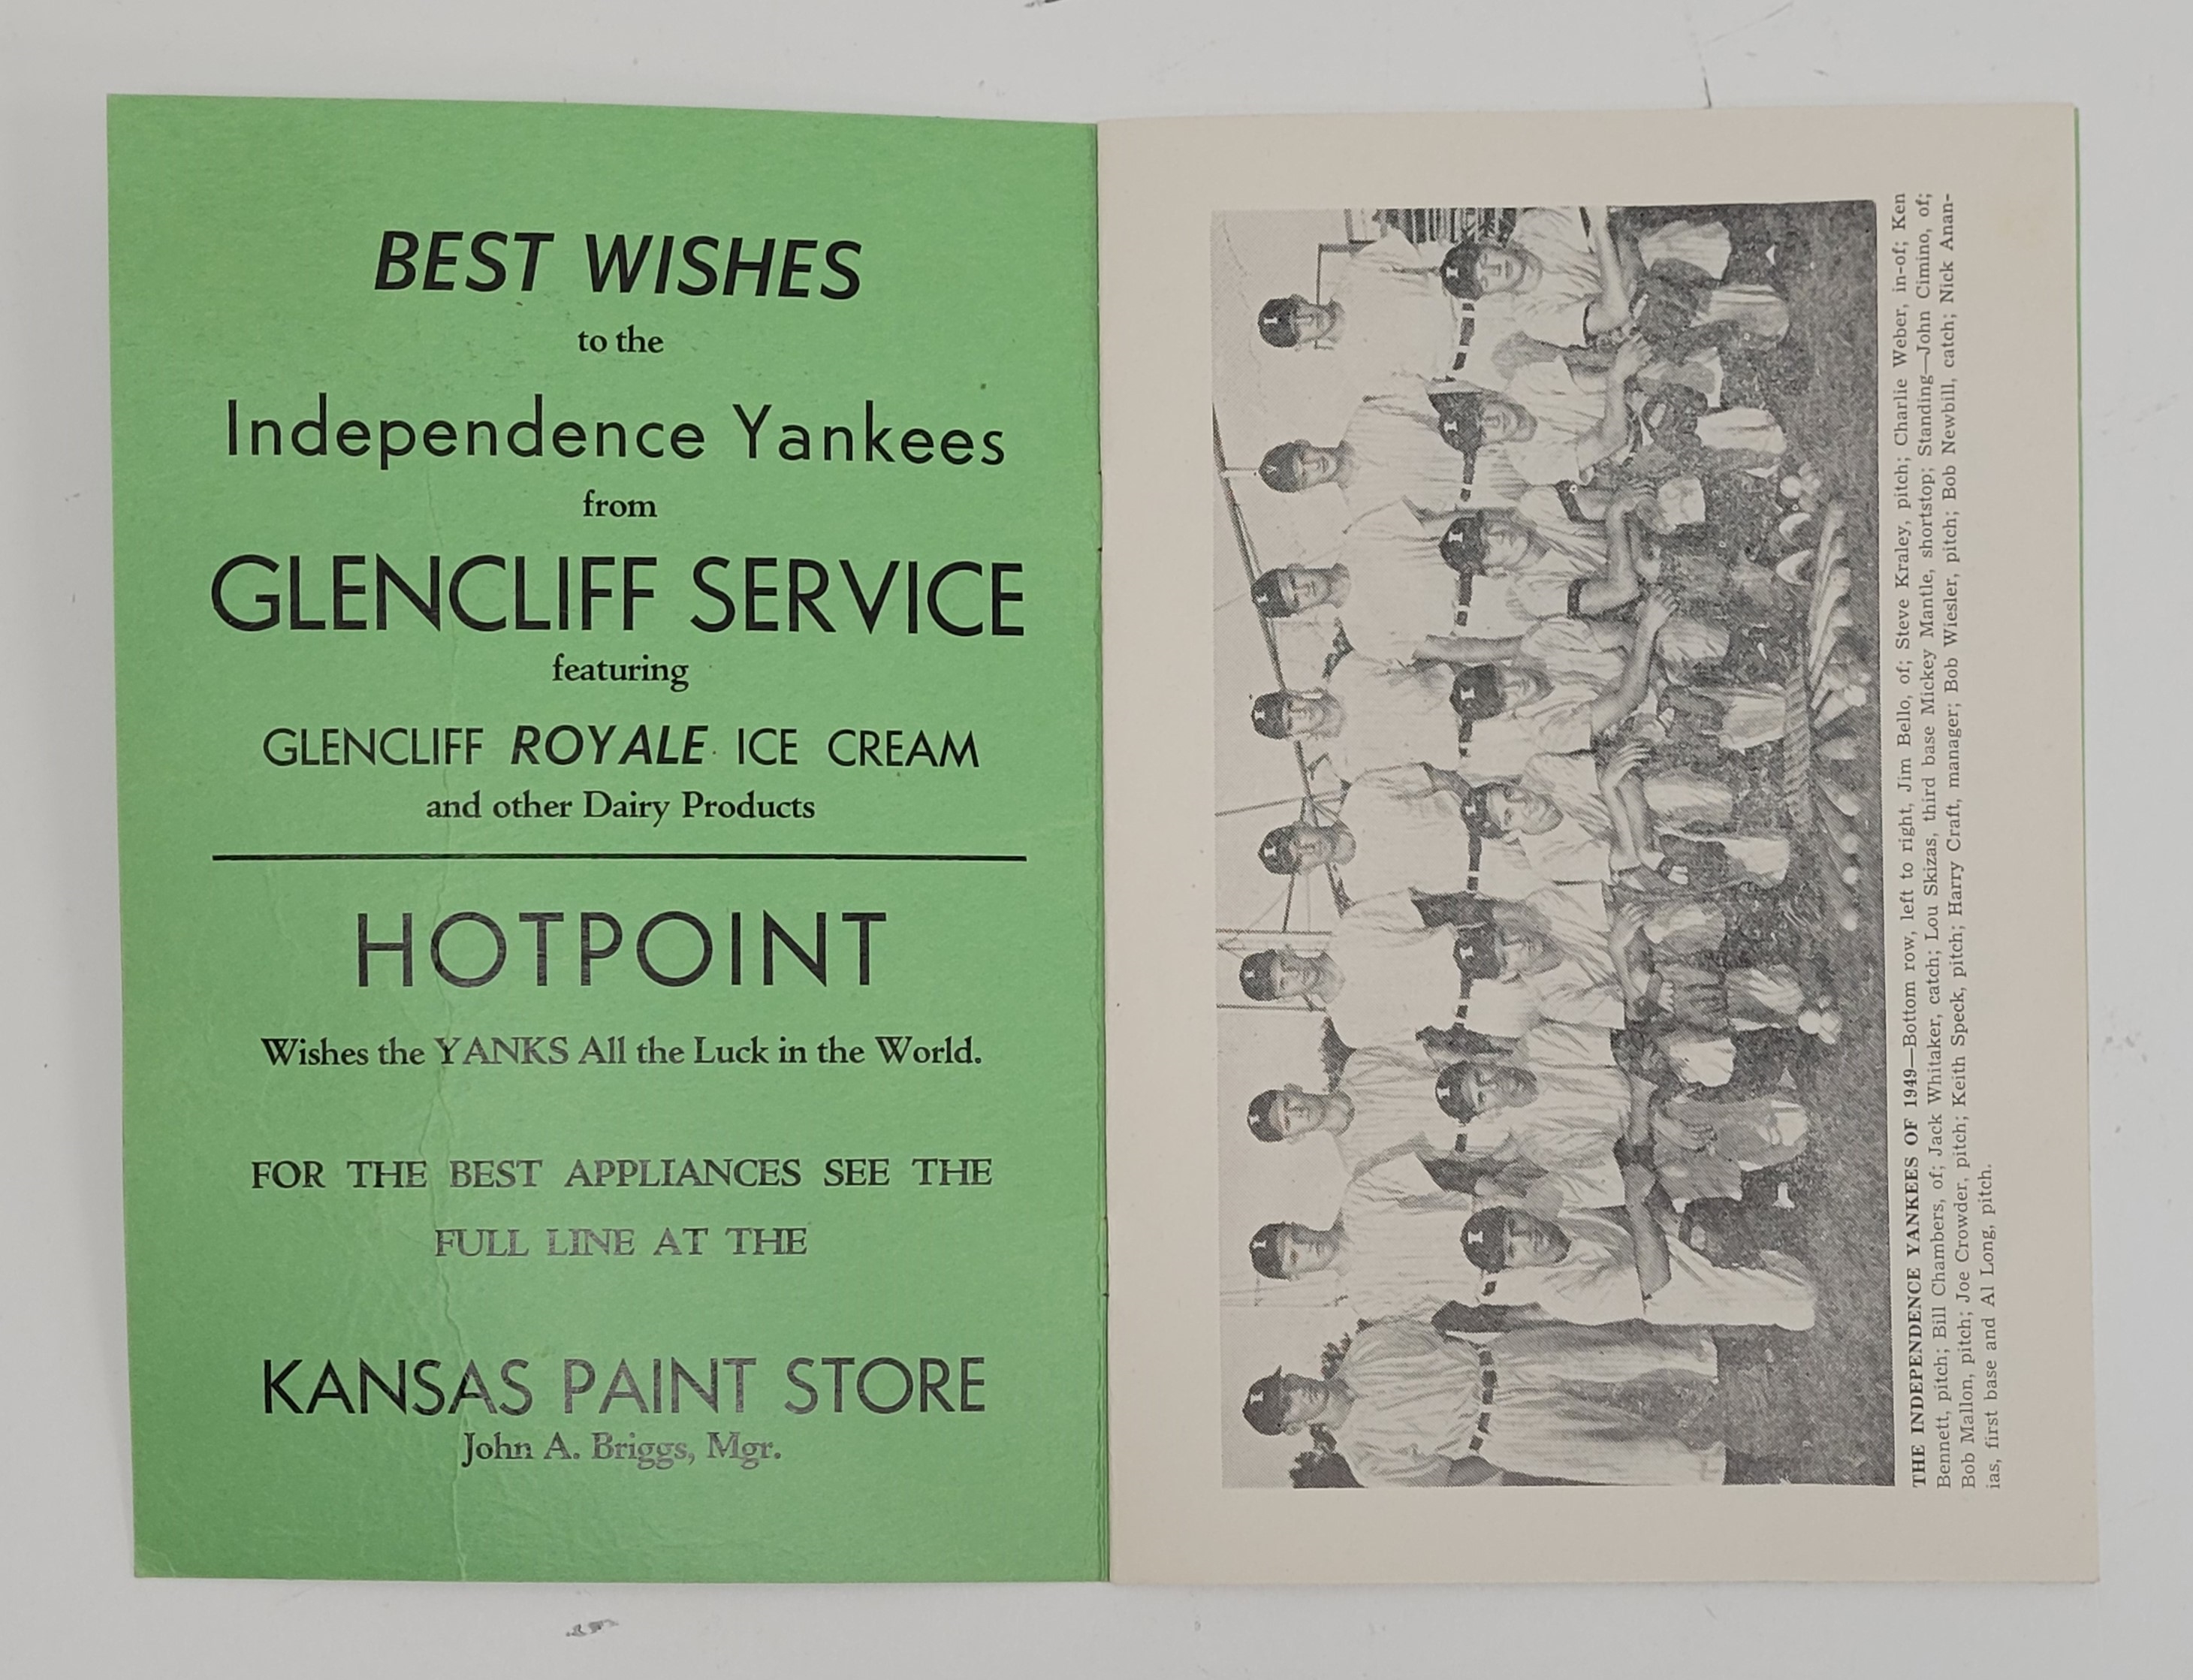 BEST WISHES
to the
Independence Yankees
from
GLENCLIFF SERVICE
featuring
GLENCLIFF ROYALE ICE CREAM
and other Dairy Products
HOTPOINT
Wishes the YANKS All the Luck in the World.
FOR THE BEST APPLIANCES SEE THE
FULL LINE AT THE
KANSAS PAINT STORE
John A. Briggs, Mgr.
THE INDEPENDENCE YANKEES OF 1949—Bottom row, left to right, Jim Bello, of; Steve Kraley, pitch; Charlie Weber, in-of; Ken
Bennett, pitch; Bill Chambers, of; Jack Whitaker, catch; Lou Skizas, third base Mickey Mantle, shortstop; Standing—John Cimino, of;
Bob Mallon, pitch; Joe Crowder, pitch; Keith Speck, pitch; Harry Craft, manager; Bob Wiesler, pitch; Bob Newbill, catch; Nick Anan-
ias, first base and Al Long, pitch.